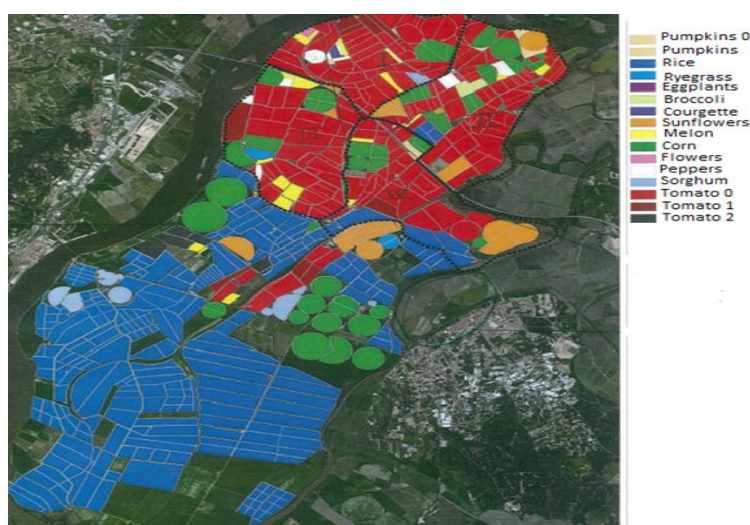 Pumpkins 0
Pumpkins
Rice
Ryegrass
Eggplants
Broccoli
Courgette
Sunflowers
Melon
Corn
Flowers
Peppers
Sorghum
Tomato 0
Tomato 1
Tomato 2